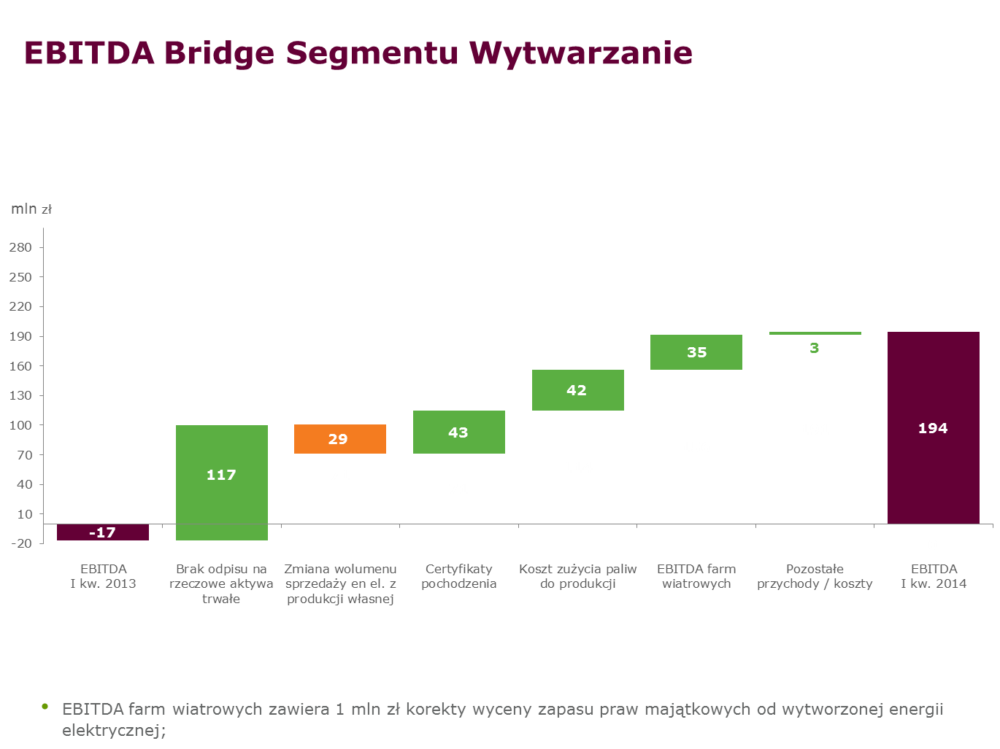 EBITDA Bridge Segmentu Wytwarzanie
mln zł
280
250
220
190
160
130
100
70
40
10
-20
-17
117
29
43
42
35
3
194
EBITDA
I kw. 2013
Brak odpisu na
rzeczowe aktywa
trwałe
Zmiana wolumenu
sprzedaży en el. z
produkcji własnej
Certyfikaty
pochodzenia
Koszt zużycia paliw
do produkcji
EBITDA farm
wiatrowych
Pozostałe
przychody / koszty
EBITDA
I kw. 2014
• EBITDA farm wiatrowych zawiera 1 mln zł korekty wyceny zapasu praw majątkowych od wytworzonej energii
elektrycznej;